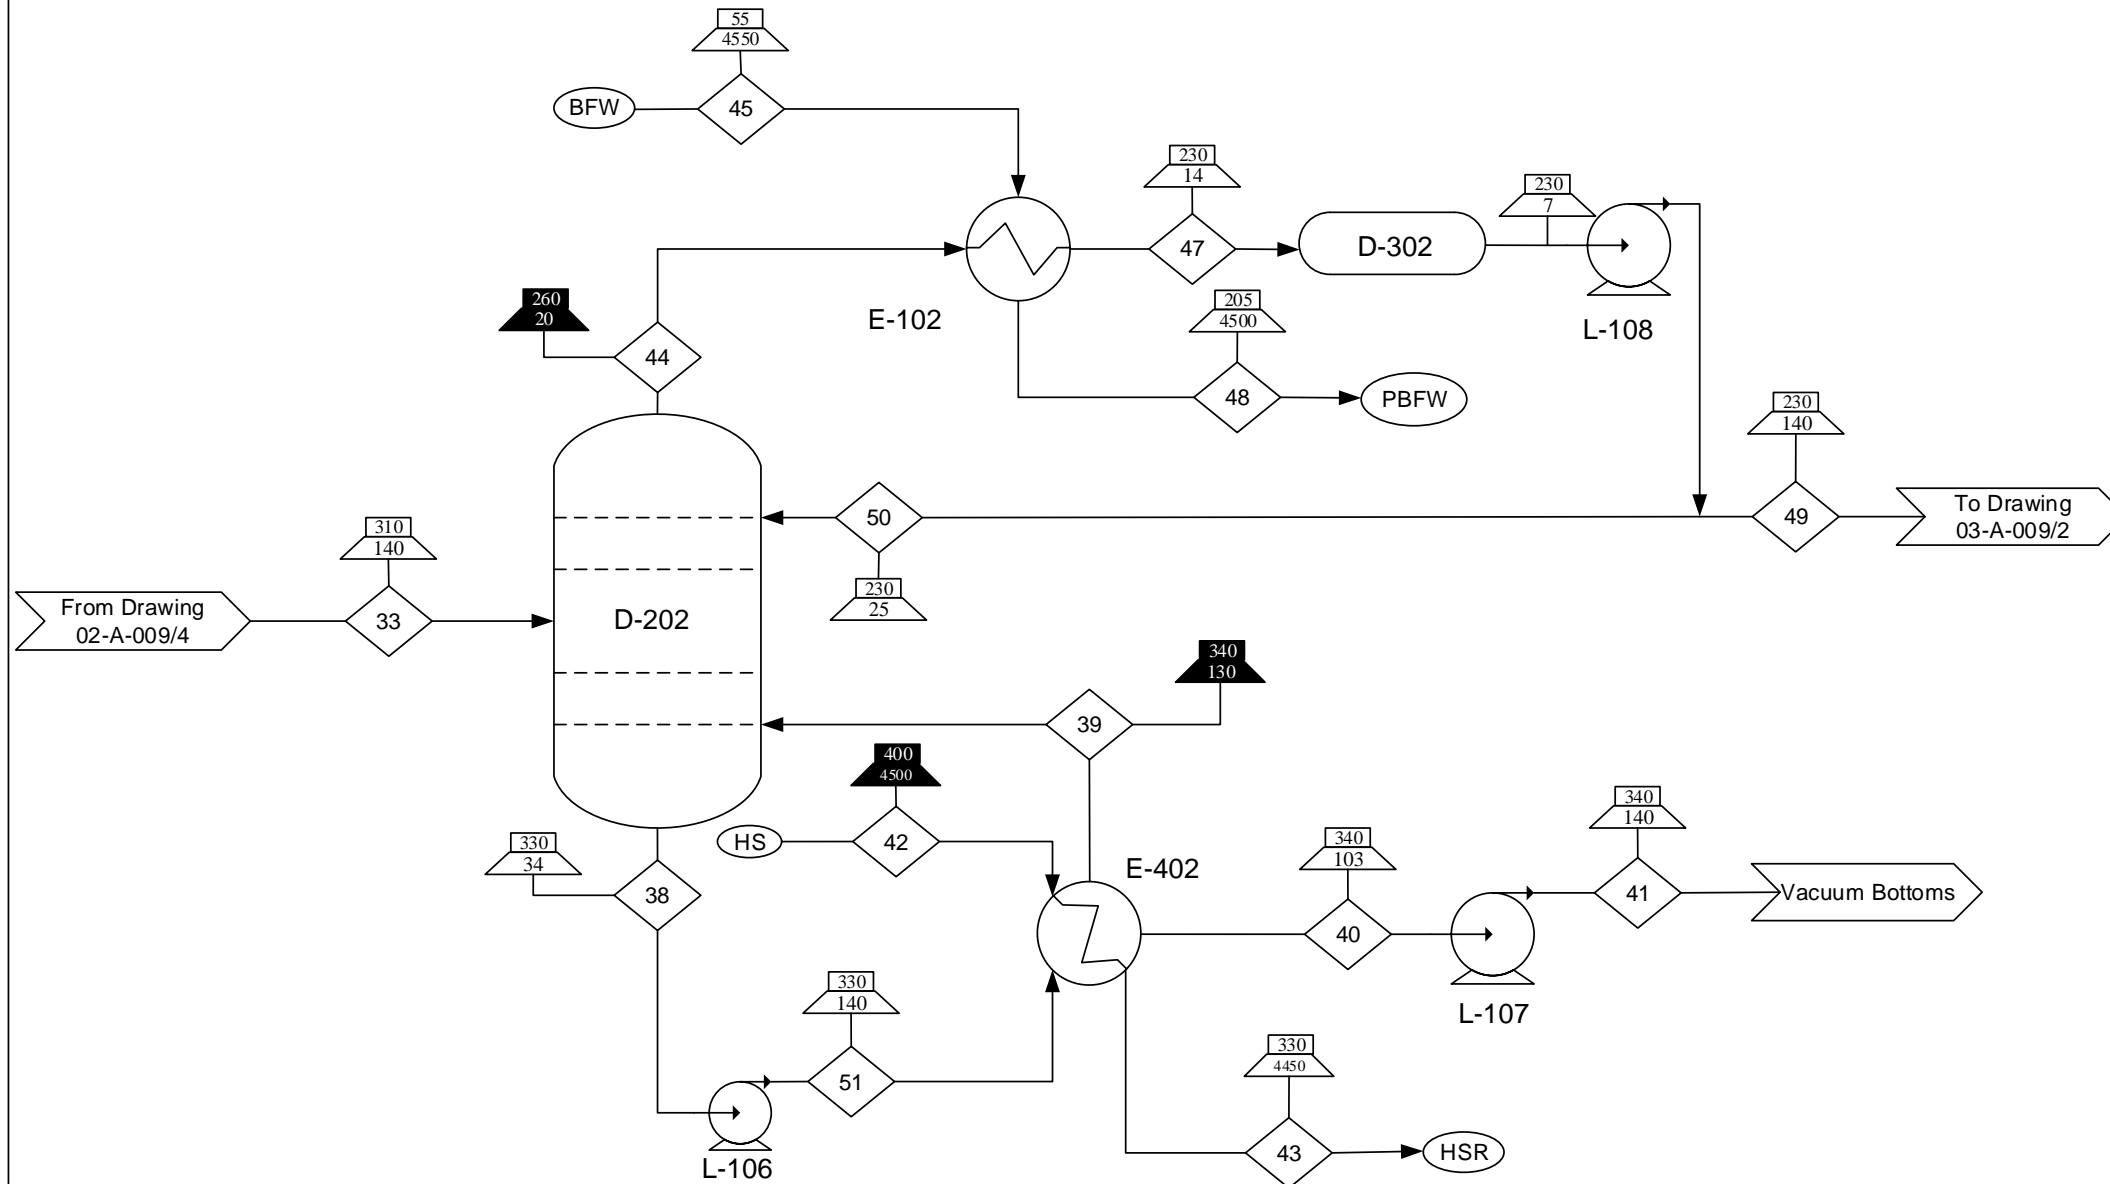 55
4550
BFW
45
230
14
47
230
7
D-302
L-108
E-102
260
20
44
205
4500
48
PBFW
230
140
49
To Drawing
03-A-009/2
50
230
25
310
140
From Drawing
02-A-009/4
33
D-202
340
130
39
400
4500
HS
42
E-402
330
34
38
340
103
40
340
140
41
Vacuum Bottoms
L-107
330
140
51
L-106
330
4450
43
HSR